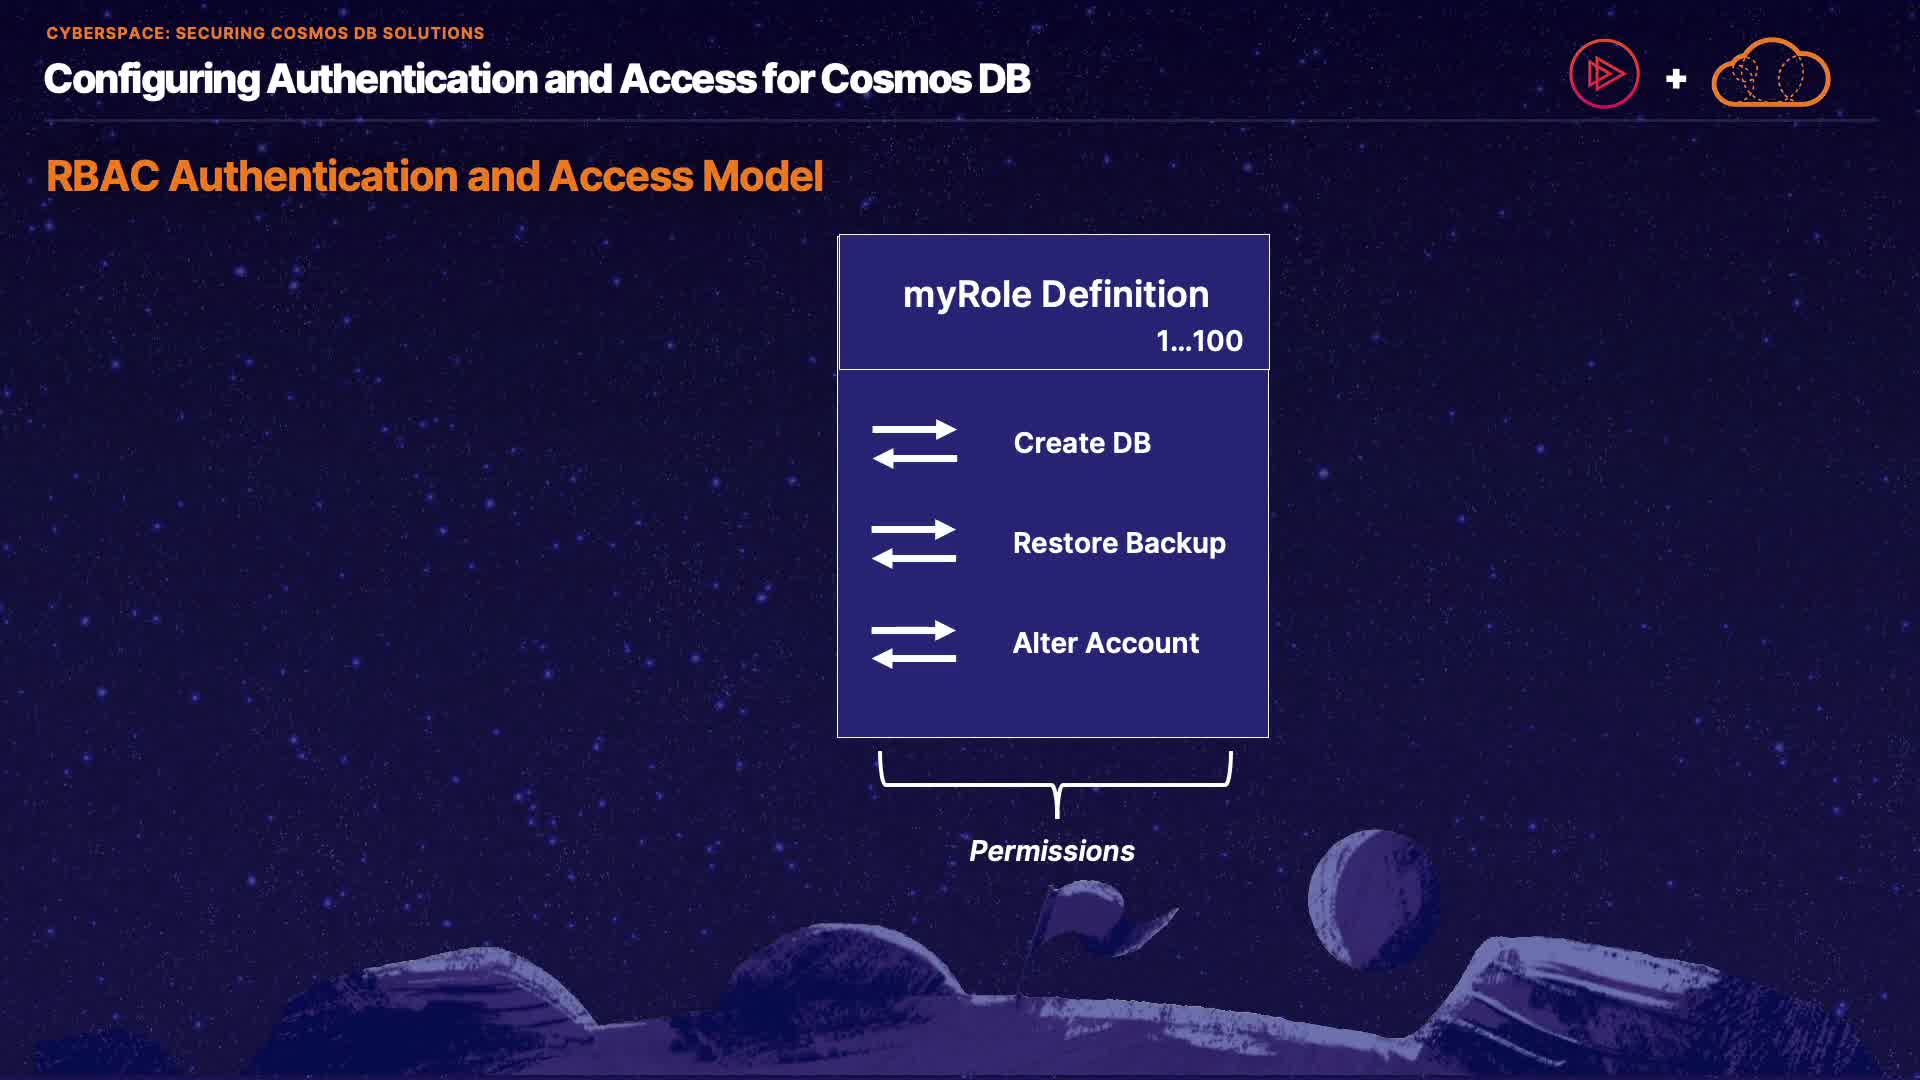 CYBERSPACE: SECURING COSMOS DB SOLUTIONS
Configuring Authentication and Access for Cosmos DB
+
RBAC Authentication and Access Model
myRole Definition
1...100
Create DB
Restore Backup
Alter Account
Permissions